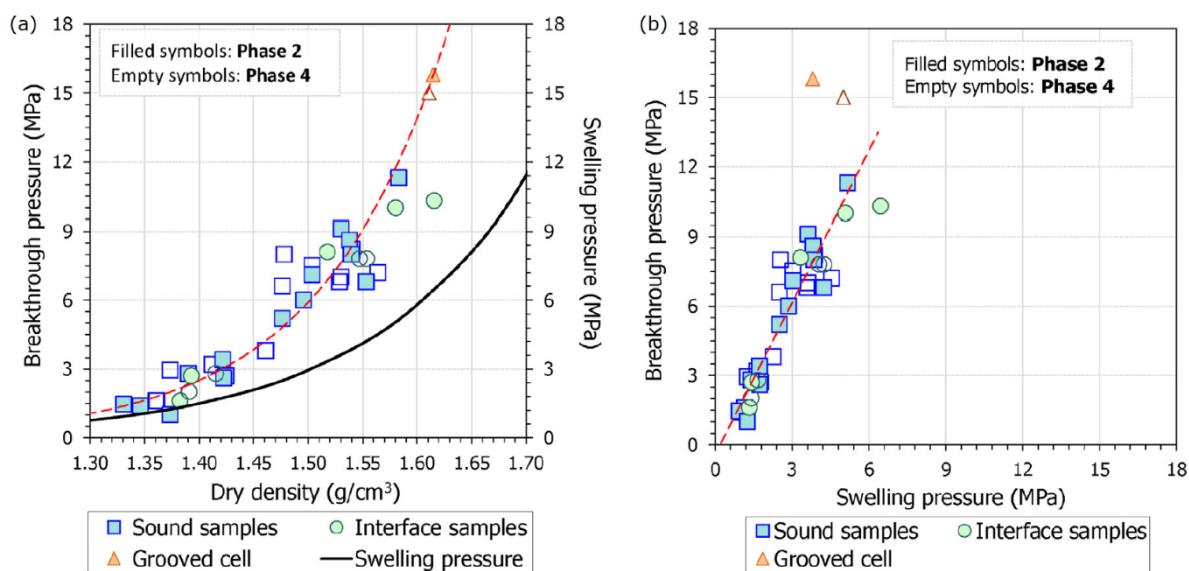 (a)
Filled symbols: Phase 2
Empty symbols: Phase 4
Breakthrough pressure (MPa)
18
15
12
9
6
3
0
18
15
12
9
6
3
0
Swelling pressure (MPa)
1.30 1.35 1.40 1.45 1.50 1.55 1.60 1.65 1.70
Dry density (g/cm³)
Sound samples Interface samples
Grooved cell Swelling pressure
(b)
Filled symbols: Phase 2
Empty symbols: Phase 4
Breakthrough pressure (MPa)
18
15
12
9
6
3
0
0 3 6 9 12 15 18
Swelling pressure (MPa)
Sound samples Interface samples
Grooved cell